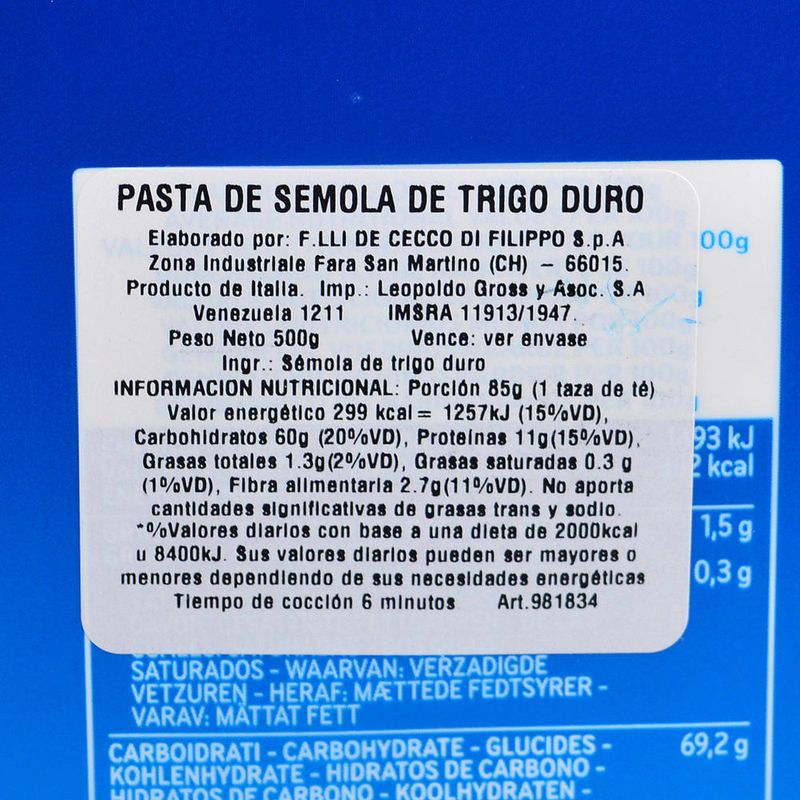 PASTA DE SEMOLA DE TRIGO DURO
Elaborado por: F.LLI DE CECCO DI FILIPPO S.p.A
Zona Industriale Fara San Martino (CH) – 66015.
Producto de Italia. Imp.: Leopoldo Gross y Asoc. S.A
Venezuela 1211 IMSRA 11913/1947.
Peso Neto 500g Vence: ver envase
Ingr.: Sémola de trigo duro
INFORMACION NUTRICIONAL: Porción 85g (1 taza de té)
Valor energético 299 kcal= 1257kJ (15%VD),
Carbohidratos 60g (20%VD), Proteínas 11g(15%VD),
Grasas totales 1.3g(2%VD), Grasas saturadas 0.3 g
(1%VD), Fibra alimentaria 2.7g(11%VD). No aporta
cantidades significativas de grasas trans y sodio.
*%Valores diarios con base a una dieta de 2000kcal
u 8400kJ. Sus valores diarios pueden ser mayores o
menores dependiendo de sus necesidades energéticas
Tiempo de cocción 6 minutos Art.981834
100g
93 kJ
2 kcal
1,5 g
0,3 g
SATURADOS - WAARVAN: VERZADIGDE
VETZUREN - HERAF: MÆTTEDE FEDTSYRER -
VARAV: MÄTTAT FETT
CARBOIDRATI - CARBOHYDRATE - GLUCIDES - 69,2 g
KOHLENHYDRATE - HIDRATOS DE CARBONO -
HIDRATOS DE CARBONO - KOOLHYDRATEN -